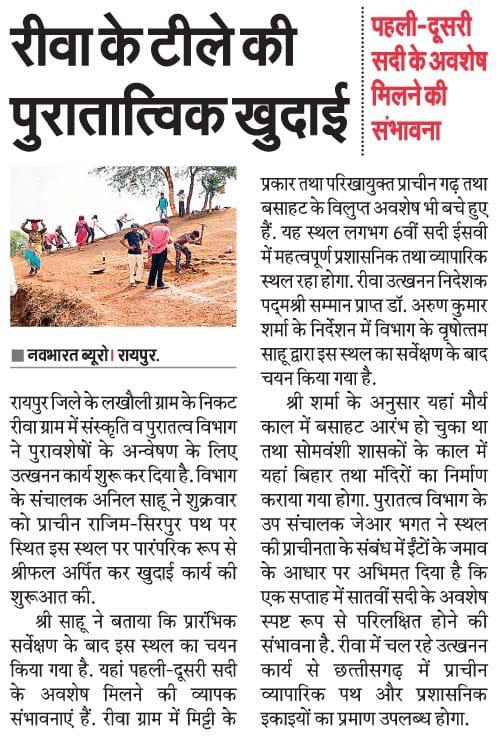 रीवा के टीले की
पुरातात्विक खुदाई
पहली-दूसरी
सदी के अवशेष
मिलने की
संभावना
नवभारत ब्यूरो। रायपुर.
रायपुर जिले के लखौली ग्राम के निकट
रीवा ग्राम में संस्कृति व पुरातत्व विभाग
ने पुरावशेषों के अन्वेषण के लिए
उत्खनन कार्य शुरू कर दिया है. विभाग
के संचालक अनिल साहू ने शुक्रवार
को प्राचीन राजिम-सिरपुर पथ पर
स्थित इस स्थल पर पारंपरिक रूप से
श्रीफल अर्पित कर खुदाई कार्य की
शुरूआत की.
श्री साहू ने बताया कि प्रारंभिक
सर्वेक्षण के बाद इस स्थल का चयन
किया गया है. यहां पहली-दूसरी सदी
के अवशेष मिलने की व्यापक
संभावनाएं हैं. रीवा ग्राम में मिट्टी के
प्रकार तथा परिखायुक्त प्राचीन गढ़ तथा
बसाहट के विलुप्त अवशेष भी बचे हुए
हैं. यह स्थल लगभग 6वीं सदी ईसवी
में महत्वपूर्ण प्रशासनिक तथा व्यापारिक
स्थल रहा होगा. रीवा उत्खनन निदेशक
पद्मश्री सम्मान प्राप्त डॉ. अरुण कुमार
शर्मा के निर्देशन में विभाग के वृषोत्तम
साहू द्वारा इस स्थल का सर्वेक्षण के बाद
चयन किया गया है.
श्री शर्मा के अनुसार यहां मौर्य
काल में बसाहट आरंभ हो चुका था
तथा सोमवंशी शासकों के काल में
यहां बिहार तथा मंदिरों का निर्माण
कराया गया होगा. पुरातत्व विभाग के
उप संचालक जेआर भगत ने स्थल
की प्राचीनता के संबंध में ईंटों के जमाव
के आधार पर अभिमत दिया है कि
एक सप्ताह में सातवीं सदी के अवशेष
स्पष्ट रूप से परिलक्षित होने की
संभावना है. रीवा में चल रहे उत्खनन
कार्य से छत्तीसगढ़ में प्राचीन
व्यापारिक पथ और प्रशासनिक
इकाइयों का प्रमाण उपलब्ध होगा.